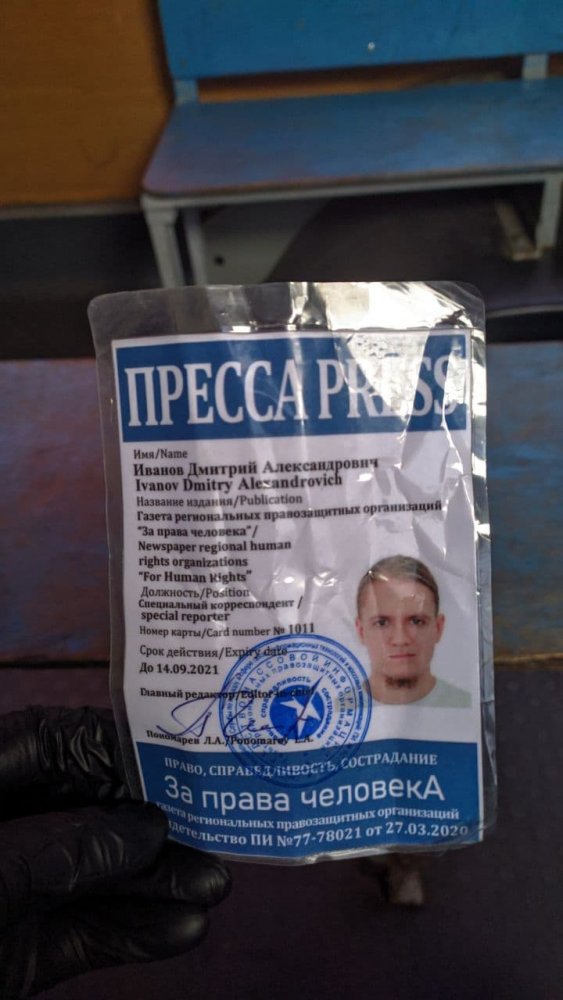 ПРЕССА PRESS
Имя/Name
Иванов Дмитрий Александрович
Ivanov Dmitry Alexandrovich
Название издания/Publication
Газета региональных правозащитных организаций
"За права человека"/
Newspaper regional human
rights organizations
"For Human Rights"
Должность/Position
Специальный корреспондент /
special reporter
Номер карты/Card number № 1011
Срок действия/Expiry date
До 14.09.2021
Главный редактор/Editor-in-chief
Пономарев Л.А./Ponomarev L.A.
справедливость
сострадание
ПРАВО, СПРАВЕДЛИВОСТЬ, СОСТРАДАНИЕ
За права человекА
газета региональных правозащитных организаций
ПИ №77-78021 от 27.03.2020